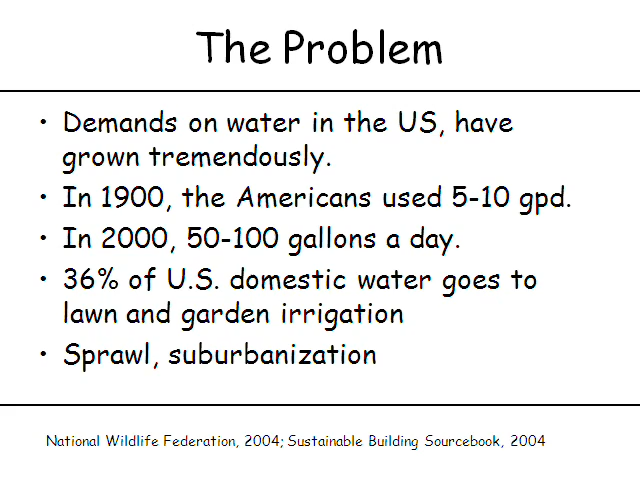 The Problem
• Demands on water in the US, have
grown tremendously.
• In 1900, the Americans used 5-10 gpd.
• In 2000, 50-100 gallons a day.
• 36% of U.S. domestic water goes to
lawn and garden irrigation
• Sprawl, suburbanization
National Wildlife Federation, 2004; Sustainable Building Sourcebook, 2004